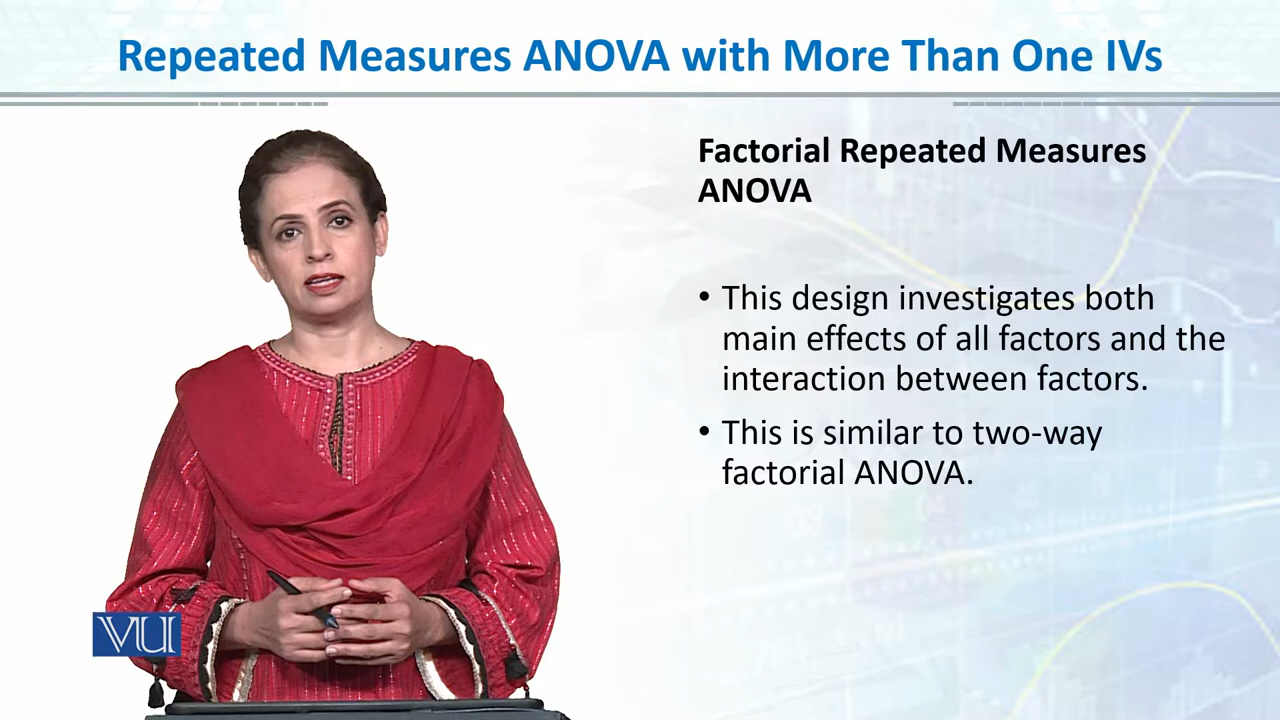 Repeated Measures ANOVA with More Than One IVs
Factorial Repeated Measures
ANOVA
• This design investigates both
main effects of all factors and the
interaction between factors.
• This is similar to two-way
factorial ANOVA.
VU